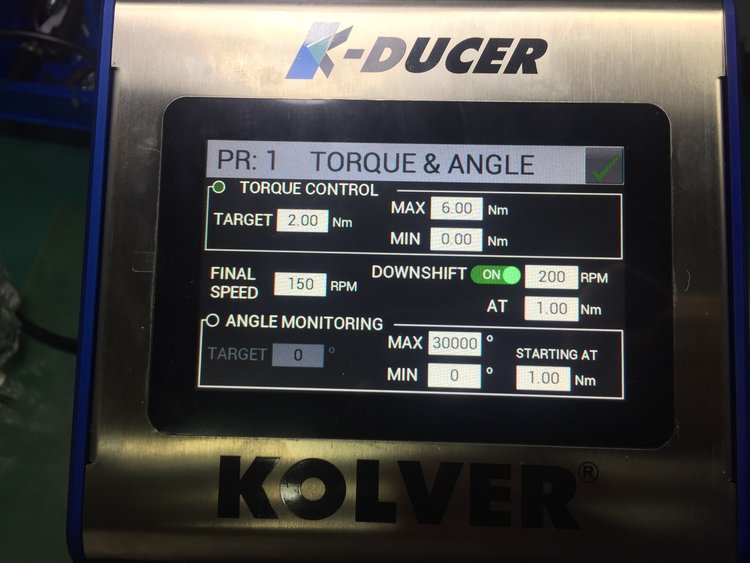 K-DUCER
PR: 1 TORQUE & ANGLE
TORQUE CONTROL
TARGET 2.00 Nm
MAX 6.00 Nm
MIN 0.00 Nm
FINAL SPEED 150 RPM
DOWNSHIFT ON 200 RPM
AT 1.00 Nm
ANGLE MONITORING
TARGET 0 °
MAX 30000 °
MIN 0 °
STARTING AT
1.00 Nm
KOLVER®